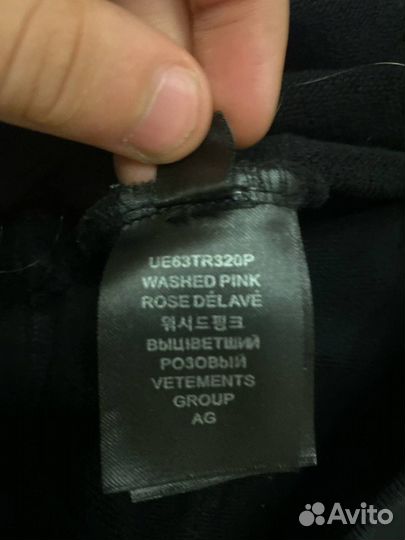 UE63TR320P
WASHED PINK
ROSE DÉLAVÉ
워시드핑크
ВЫЦВЕТШИЙ
РОЗОВЫЙ
VETEMENTS
GROUP
AG
Avito